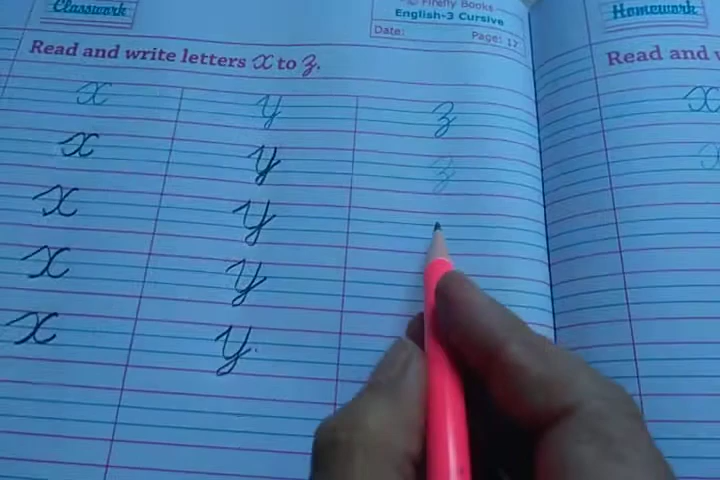 Classwork
© Firefly Books
English-3 Cursive
Date: Page: 17
Homework
Read and write letters x to z.
Read and
x y z x
x y z x
x y
x y
x y.